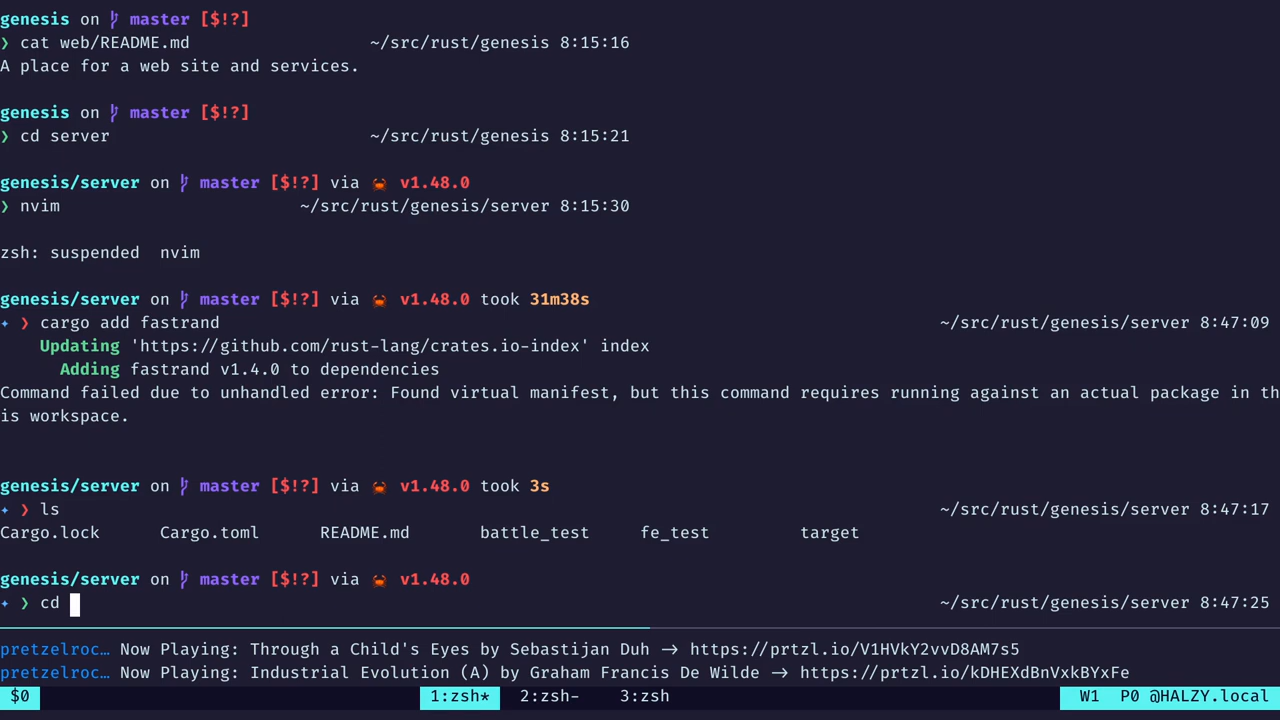 genesis on master [$!?]
❯ cat web/README.md ~/src/rust/genesis 8:15:16
A place for a web site and services.
genesis on master [$!?]
❯ cd server ~/src/rust/genesis 8:15:21
genesis/server on master [$!?] via 🦀 v1.48.0
❯ nvim ~/src/rust/genesis/server 8:15:30
zsh: suspended  nvim
genesis/server on master [$!?] via 🦀 v1.48.0 took 31m38s
✦ ❯ cargo add fastrand ~/src/rust/genesis/server 8:47:09
Updating 'https://github.com/rust-lang/crates.io-index' index
Adding fastrand v1.4.0 to dependencies
Command failed due to unhandled error: Found virtual manifest, but this command requires running against an actual package in th
is workspace.
genesis/server on master [$!?] via 🦀 v1.48.0 took 3s
✦ ❯ ls ~/src/rust/genesis/server 8:47:17
Cargo.lock Cargo.toml README.md battle_test fe_test target
genesis/server on master [$!?] via 🦀 v1.48.0
✦ ❯ cd ~/src/rust/genesis/server 8:47:25
pretzelroc… Now Playing: Through a Child's Eyes by Sebastijan Duh -> https://prtzl.io/V1HVkY2vvD8AM7s5
pretzelroc… Now Playing: Industrial Evolution (A) by Graham Francis De Wilde -> https://prtzl.io/kDHEXdBnVxkBYxFe
$0 1:zsh* 2:zsh- 3:zsh W1 P0 @HALZY.local